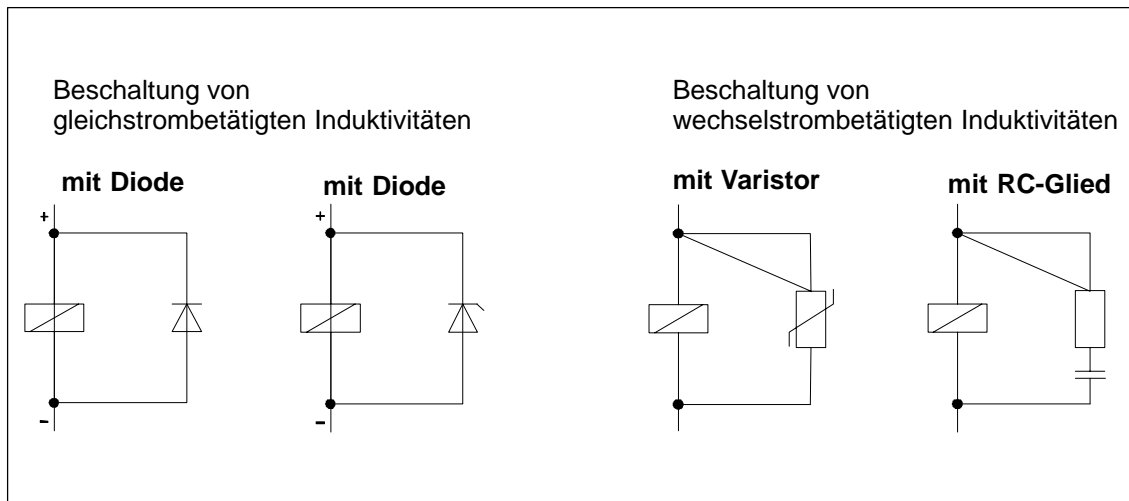 Beschaltung von
gleichstrombetätigten Induktivitäten
Beschaltung von
wechselstrombetätigten Induktivitäten
mit Diode
mit Diode
mit Varistor
mit RC-Glied
+
+
-
-